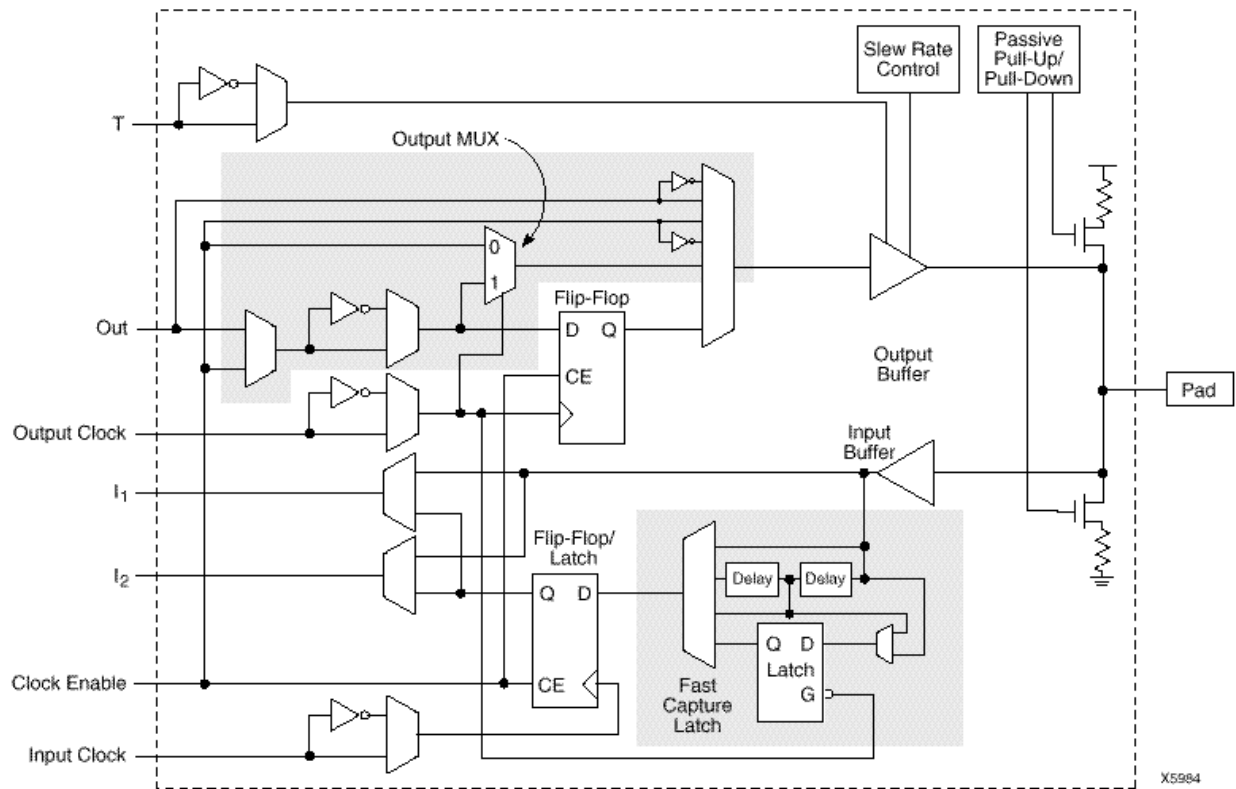 Slew Rate
Control
Passive
Pull-Up/
Pull-Down
T
Output MUX
0
1
Flip-Flop
D Q
CE
Out
Output
Buffer
Pad
Output Clock
Input
Buffer
I1
Flip-Flop/
Latch
I2
Delay
Delay
Q D
Q D
Latch
G
Clock Enable
CE
Fast
Capture
Latch
Input Clock
X5984